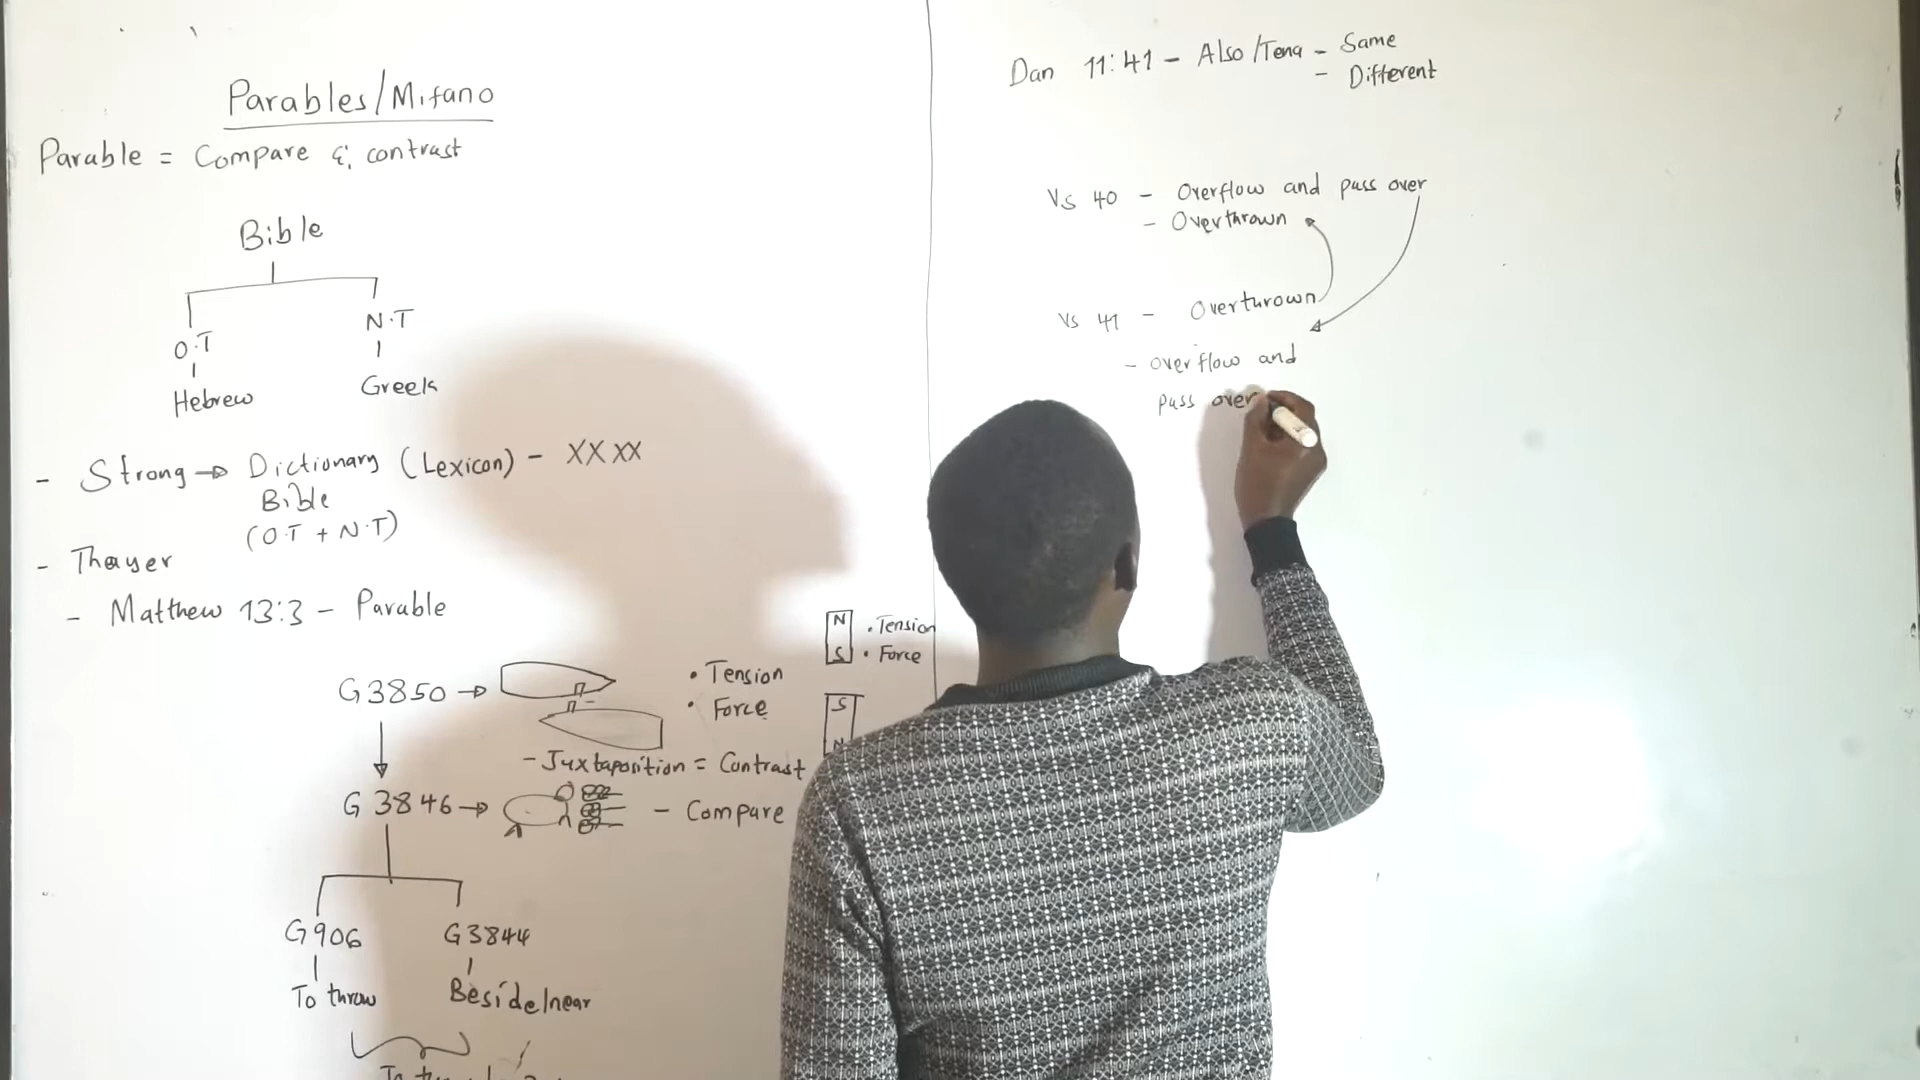 Parables/Mifano
Parable = Compare & contrast
Bible
O.T
N.T
Hebrew
Greek
- Strong → Dictionary (Lexicon) - XXXX
Bible
(O.T + N.T)
- Thayer
- Matthew 13:3 - Parable
G3850 →
• Tension
• Force
N
S
• Tension
• Force
S
N
- Juxtaposition = Contrast
G3846 → - Compare
G906
G3844
To throw
Beside/near
Dan 11:41 - Also/Tena - Same
- Different
Vs 40 - Overflow and pass over
- Overthrown
Vs 41 - Overthrown
- overflow and
pass over